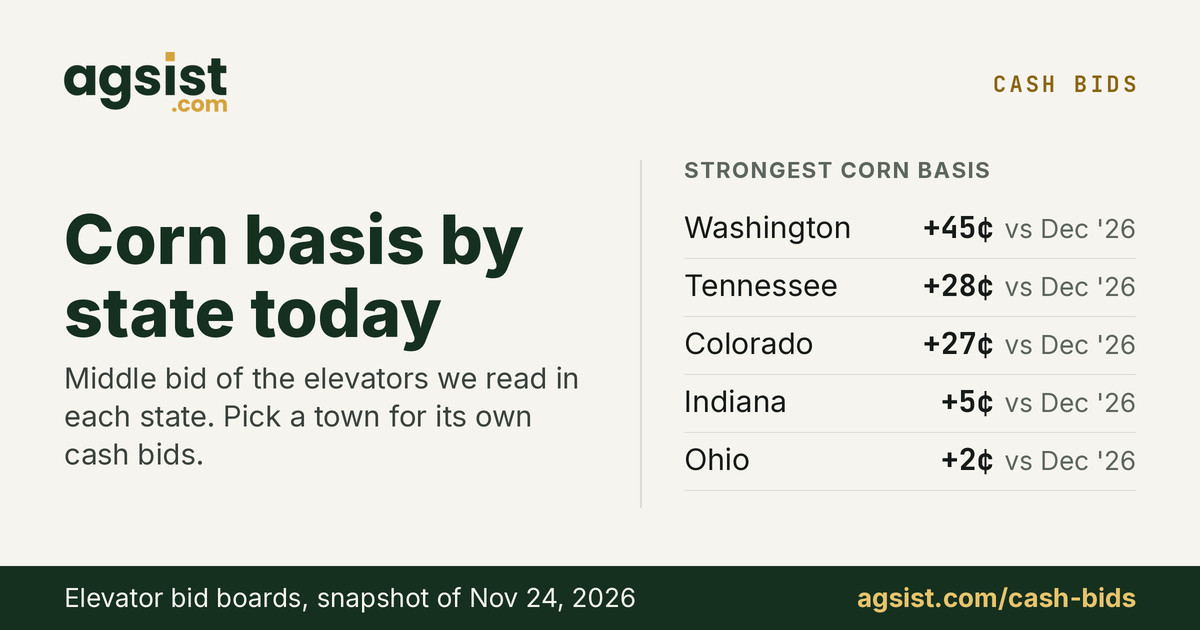 agsist
.com
CASH BIDS
Corn basis by
state today
Middle bid of the elevators we read in
each state. Pick a town for its own
cash bids.
STRONGEST CORN BASIS
Washington +45¢ vs Dec '26
Tennessee +28¢ vs Dec '26
Colorado +27¢ vs Dec '26
Indiana +5¢ vs Dec '26
Ohio +2¢ vs Dec '26
Elevator bid boards, snapshot of Nov 24, 2026
agsist.com/cash-bids